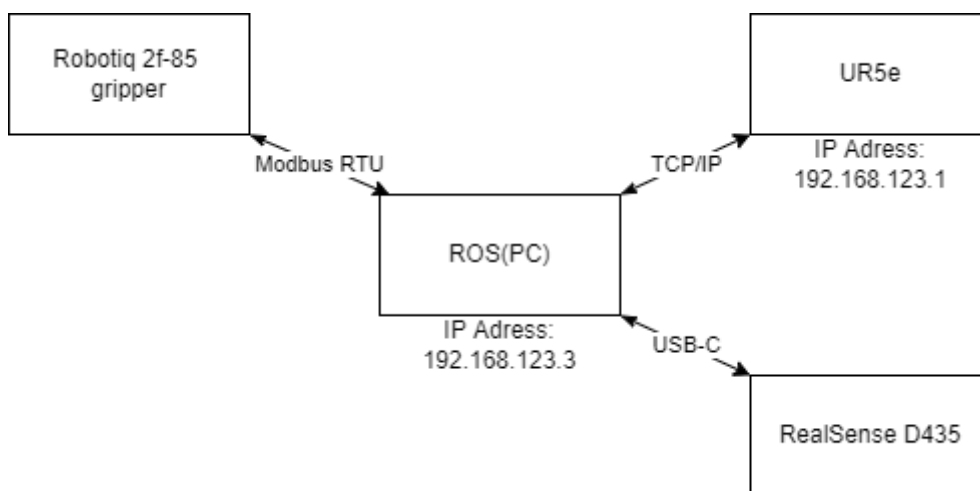 Robotiq 2f-85
gripper
UR5e
IP Adress:
192.168.123.1
Modbus RTU
TCP/IP
ROS(PC)
IP Adress:
192.168.123.3
USB-C
RealSense D435